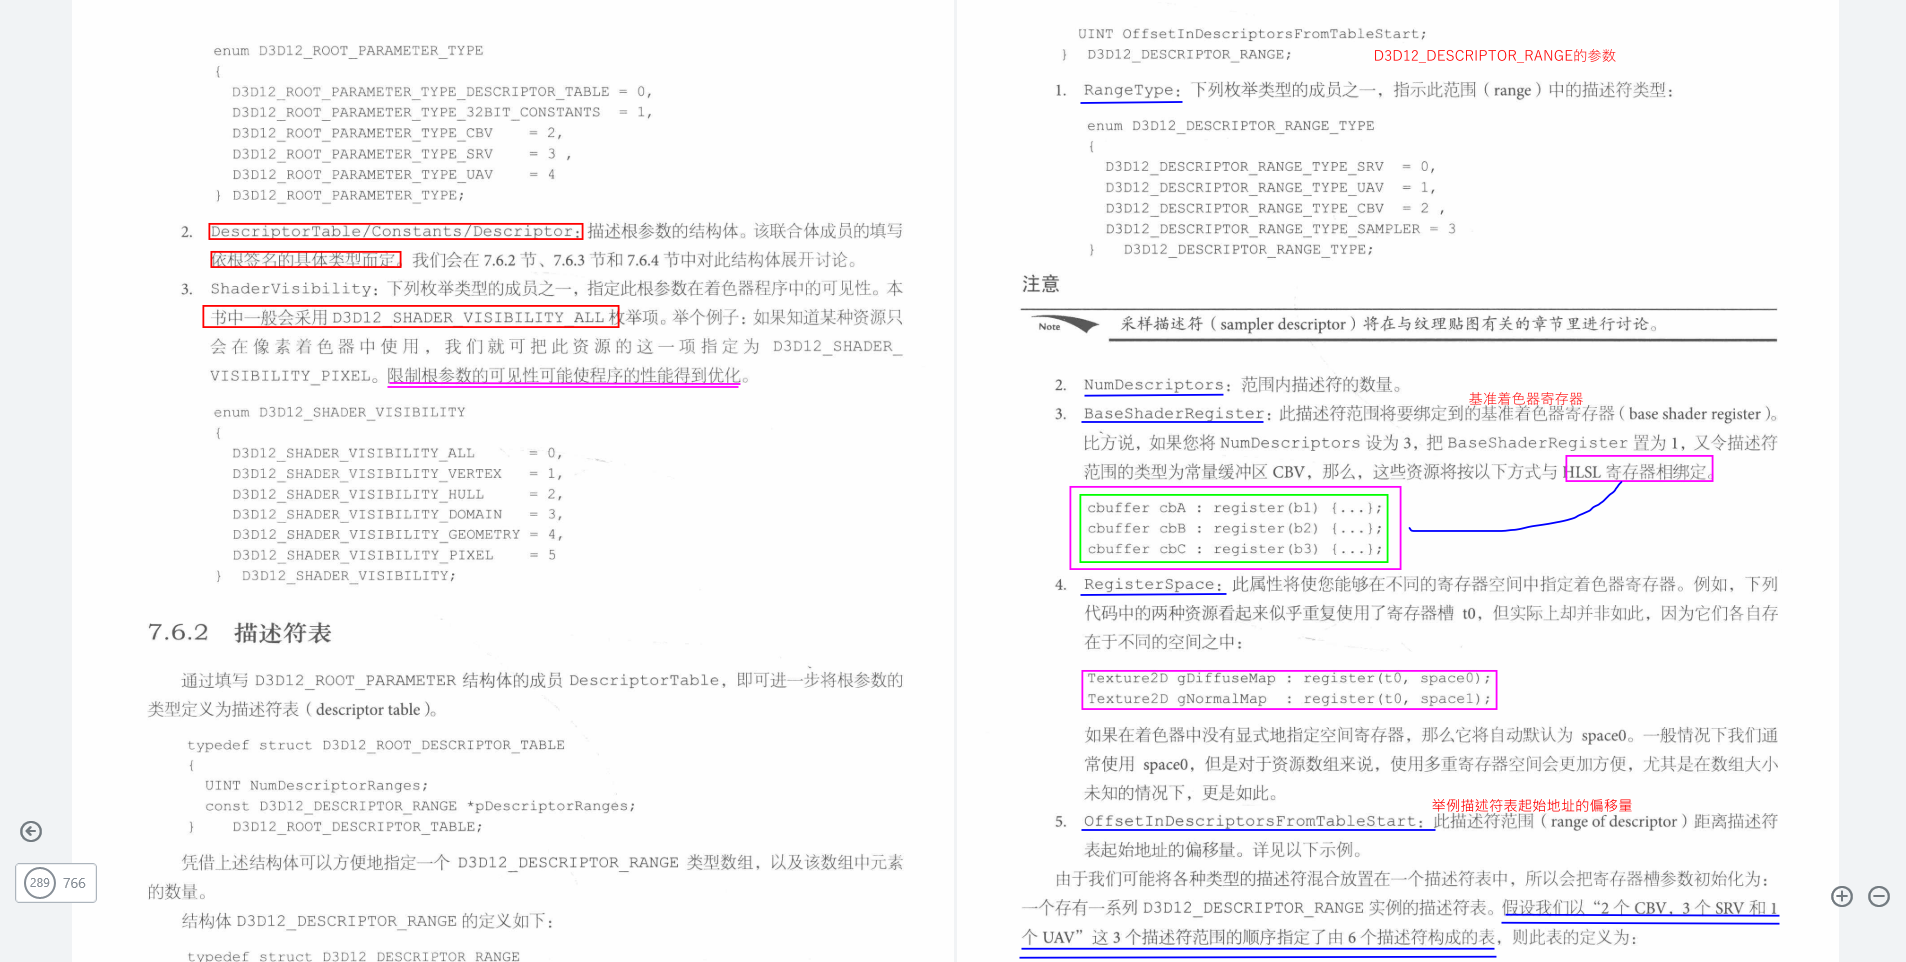 enum D3D12_ROOT_PARAMETER_TYPE
{
D3D12_ROOT_PARAMETER_TYPE_DESCRIPTOR_TABLE = 0,
D3D12_ROOT_PARAMETER_TYPE_32BIT_CONSTANTS = 1,
D3D12_ROOT_PARAMETER_TYPE_CBV = 2,
D3D12_ROOT_PARAMETER_TYPE_SRV = 3 ,
D3D12_ROOT_PARAMETER_TYPE_UAV = 4
} D3D12_ROOT_PARAMETER_TYPE;
2. DescriptorTable/Constants/Descriptor：描述根参数的结构体。该联合体成员的填写
依根签名的具体类型而定。我们会在 7.6.2 节、7.6.3 节和 7.6.4 节中对此结构体展开讨论。
3. ShaderVisibility：下列枚举类型的成员之一，指定此根参数在着色器程序中的可见性。本
书中一般会采用 D3D12_SHADER_VISIBILITY_ALL 枚举项。举个例子：如果知道某种资源只
会在像素着色器中使用，我们就可把此资源的这一项指定为 D3D12_SHADER_
VISIBILITY_PIXEL。限制根参数的可见性可能使程序的性能得到优化。
enum D3D12_SHADER_VISIBILITY
{
D3D12_SHADER_VISIBILITY_ALL = 0,
D3D12_SHADER_VISIBILITY_VERTEX = 1,
D3D12_SHADER_VISIBILITY_HULL = 2,
D3D12_SHADER_VISIBILITY_DOMAIN = 3,
D3D12_SHADER_VISIBILITY_GEOMETRY = 4,
D3D12_SHADER_VISIBILITY_PIXEL = 5
} D3D12_SHADER_VISIBILITY;
7.6.2 描述符表
通过填写 D3D12_ROOT_PARAMETER 结构体的成员 DescriptorTable，即可进一步将根参数的
类型定义为描述符表（descriptor table）。
typedef struct D3D12_ROOT_DESCRIPTOR_TABLE
{
UINT NumDescriptorRanges;
const D3D12_DESCRIPTOR_RANGE *pDescriptorRanges;
} D3D12_ROOT_DESCRIPTOR_TABLE;
凭借上述结构体可以方便地指定一个 D3D12_DESCRIPTOR_RANGE 类型数组，以及该数组中元素
的数量。
结构体 D3D12_DESCRIPTOR_RANGE 的定义如下：
typedef struct D3D12_DESCRIPTOR_RANGE
289 766
UINT OffsetInDescriptorsFromTableStart;
} D3D12_DESCRIPTOR_RANGE;
D3D12_DESCRIPTOR_RANGE的参数
1. RangeType：下列枚举类型的成员之一，指示此范围（range）中的描述符类型：
enum D3D12_DESCRIPTOR_RANGE_TYPE
{
D3D12_DESCRIPTOR_RANGE_TYPE_SRV = 0,
D3D12_DESCRIPTOR_RANGE_TYPE_UAV = 1,
D3D12_DESCRIPTOR_RANGE_TYPE_CBV = 2 ,
D3D12_DESCRIPTOR_RANGE_TYPE_SAMPLER = 3
} D3D12_DESCRIPTOR_RANGE_TYPE;
注意
Note 采样描述符（sampler descriptor）将在与纹理贴图有关的章节里进行讨论。
2. NumDescriptors：范围内描述符的数量。
基准着色器寄存器
3. BaseShaderRegister：此描述符范围将要绑定到的基准着色器寄存器（base shader register）。
比方说，如果您将 NumDescriptors 设为 3，把 BaseShaderRegister 置为 1，又令描述符
范围的类型为常量缓冲区 CBV，那么，这些资源将按以下方式与 HLSL 寄存器相绑定。
cbuffer cbA : register(b1) {...};
cbuffer cbB : register(b2) {...};
cbuffer cbC : register(b3) {...};
4. RegisterSpace：此属性将使您能够在不同的寄存器空间中指定着色器寄存器。例如，下列
代码中的两种资源看起来似乎重复使用了寄存器槽 t0，但实际上却并非如此，因为它们各自存
在于不同的空间之中：
Texture2D gDiffuseMap : register(t0, space0);
Texture2D gNormalMap : register(t0, space1);
如果在着色器中没有显式地指定空间寄存器，那么它将自动默认为 space0。一般情况下我们通
常使用 space0，但是对于资源数组来说，使用多重寄存器空间会更加方便，尤其是在数组大小
未知的情况下，更是如此。
举例描述符表起始地址的偏移量
5. OffsetInDescriptorsFromTableStart：此描述符范围（range of descriptor）距离描述符
表起始地址的偏移量。详见以下示例。
由于我们可能将各种类型的描述符混合放置在一个描述符表中，所以会把寄存器槽参数初始化为：
一个存有一系列 D3D12_DESCRIPTOR_RANGE 实例的描述符表。假设我们以“2 个 CBV，3 个 SRV 和 1
个 UAV”这 3 个描述符范围的顺序指定了由 6 个描述符构成的表，则此表的定义为：